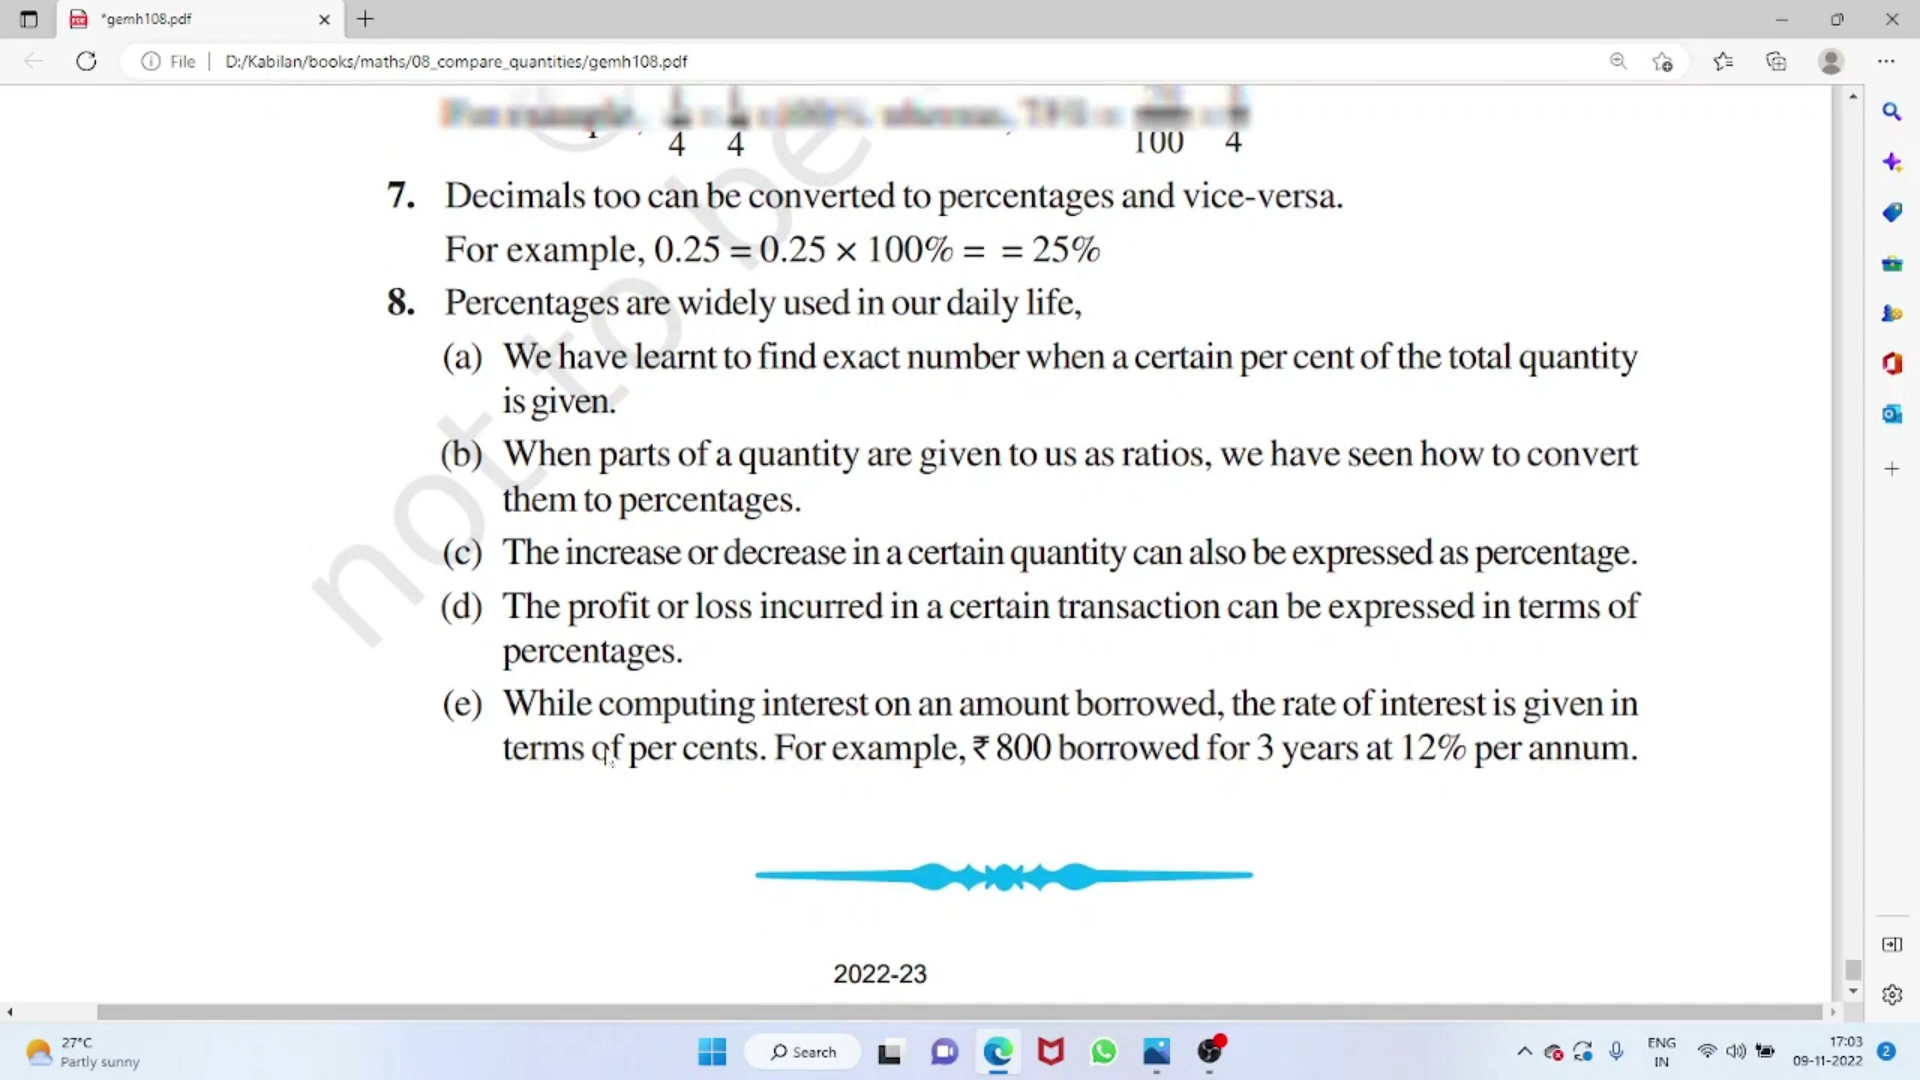 *gemh108.pdf
File
D:/Kabilan/books/maths/08_compare_quantities/gemh108.pdf
4 4 100 4
7. Decimals too can be converted to percentages and vice-versa.
For example, 0.25 = 0.25 × 100% = = 25%
8. Percentages are widely used in our daily life,
(a) We have learnt to find exact number when a certain per cent of the total quantity
is given.
(b) When parts of a quantity are given to us as ratios, we have seen how to convert
them to percentages.
(c) The increase or decrease in a certain quantity can also be expressed as percentage.
(d) The profit or loss incurred in a certain transaction can be expressed in terms of
percentages.
(e) While computing interest on an amount borrowed, the rate of interest is given in
terms of per cents. For example, ₹ 800 borrowed for 3 years at 12% per annum.
not to be
2022-23
27°C
Partly sunny
Search
ENG
IN
17:03
09-11-2022
2